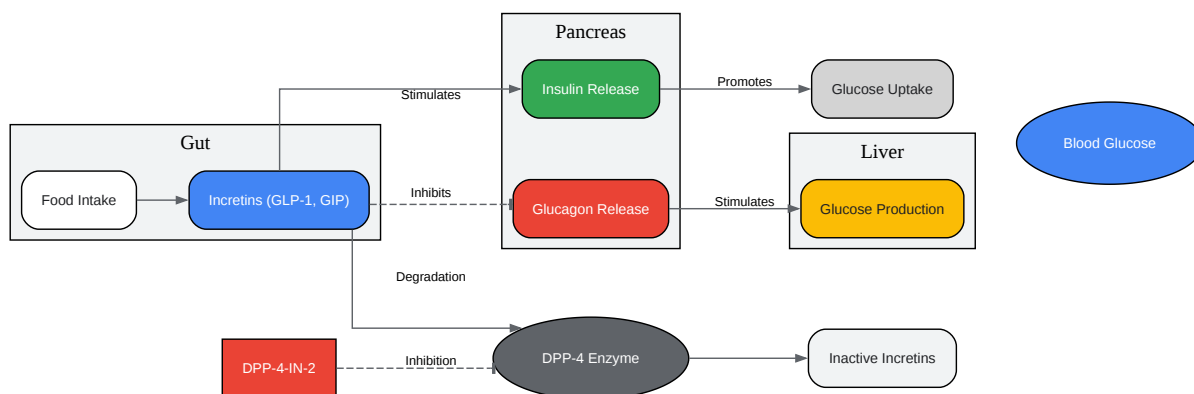 Pancreas
Insulin Release
Stimulates
Promotes
Glucose Uptake
Gut
Liver
Blood Glucose
Food Intake
Incretins (GLP-1, GIP)
Inhibits
Glucagon Release
Stimulates
Glucose Production
Degradation
DPP-4-IN-2
Inhibition
DPP-4 Enzyme
Inactive Incretins